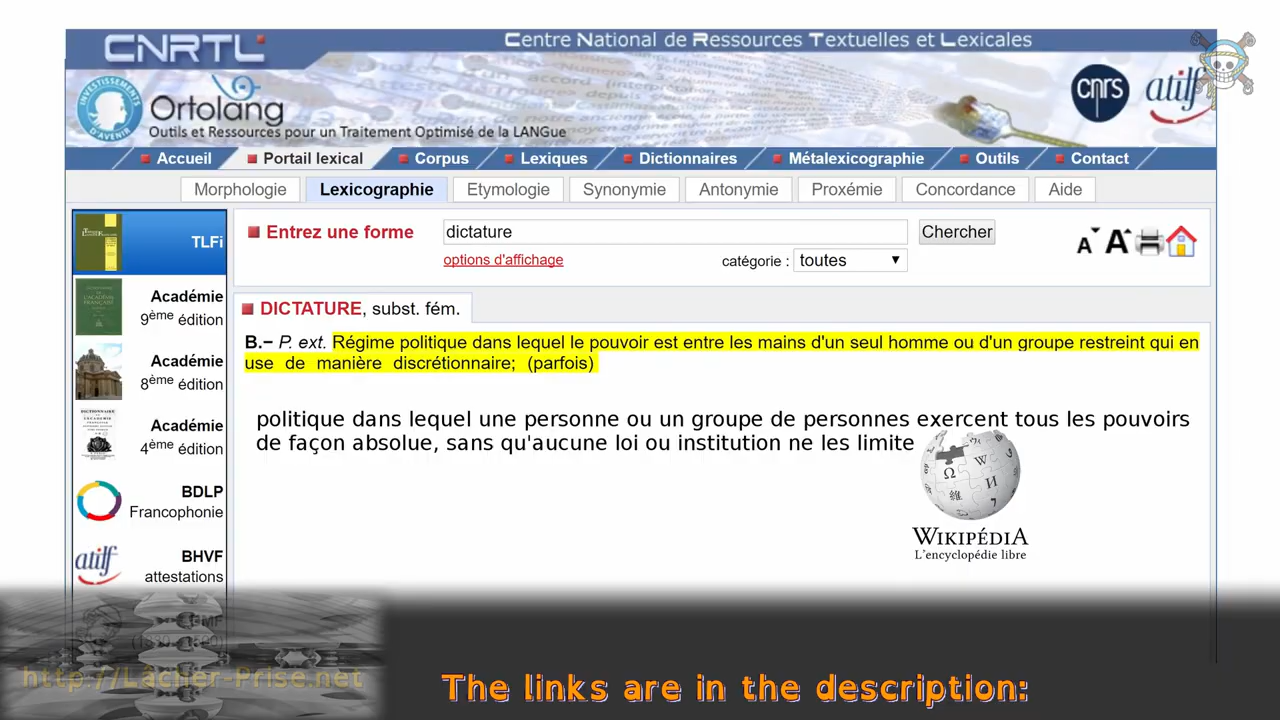 CNRTL
Centre National de Ressources Textuelles et Lexicales
INVESTISSEMENTS D'AVENIR
Ortolang
Outils et Ressources pour un Traitement Optimisé de la LANGue
cnrs
atilf
Accueil
Portail lexical
Corpus
Lexiques
Dictionnaires
Métalexicographie
Outils
Contact
Morphologie
Lexicographie
Etymologie
Synonymie
Antonymie
Proxémie
Concordance
Aide
TLFi
Académie
9ème édition
Académie
8ème édition
Académie
4ème édition
BDLP
Francophonie
atilf
BHVF
attestations
Entrez une forme
dictature
Chercher
options d'affichage
catégorie :
toutes
A
A
DICTATURE, subst. fém.
B.− P. ext. Régime politique dans lequel le pouvoir est entre les mains d'un seul homme ou d'un groupe restreint qui en
use de manière discrétionnaire; (parfois)
politique dans lequel une personne ou un groupe de personnes exercent tous les pouvoirs
de façon absolue, sans qu'aucune loi ou institution ne les limite
WIKIPÉDIA
L'encyclopédie libre
http://Lâcher-Prise.net
The links are in the description: